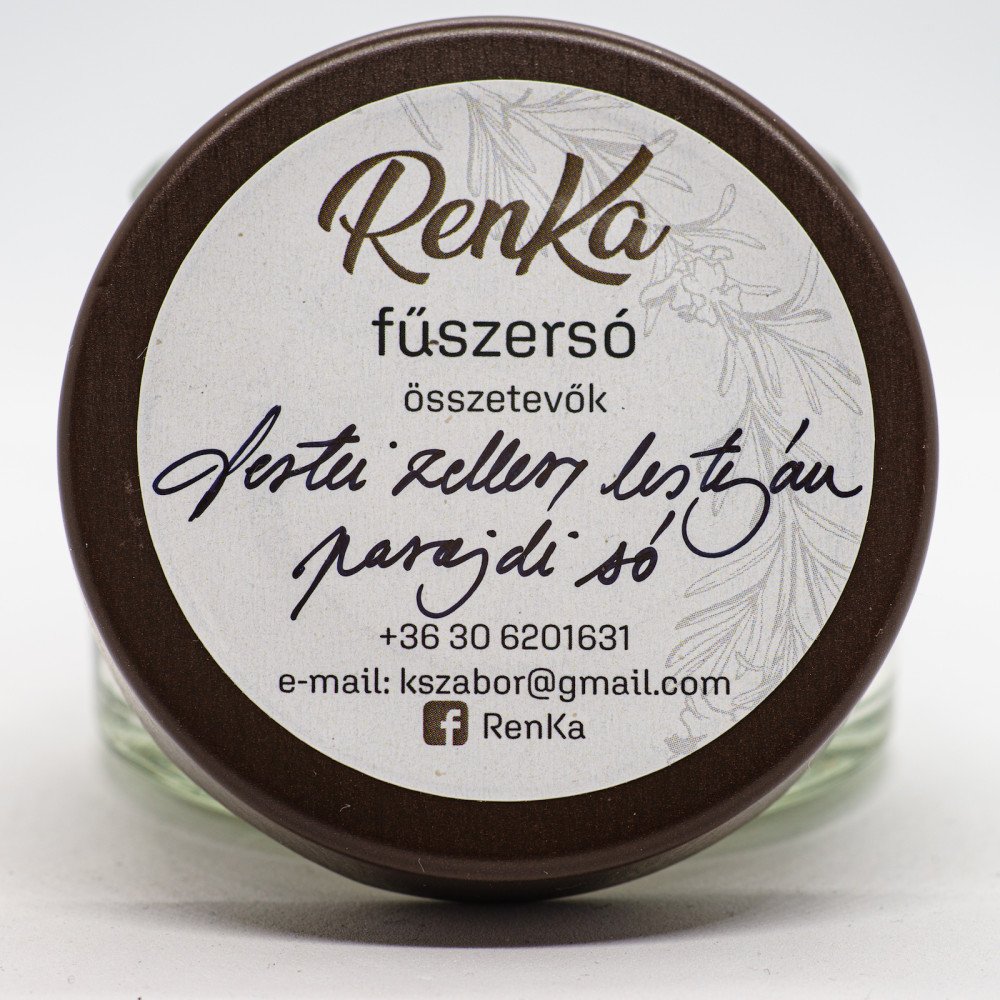 RenKa
fűszersó
összetevők
zeller, lestyán
parajdi só
+36 30 6201631
e-mail: kszabor@gmail.com
RenKa